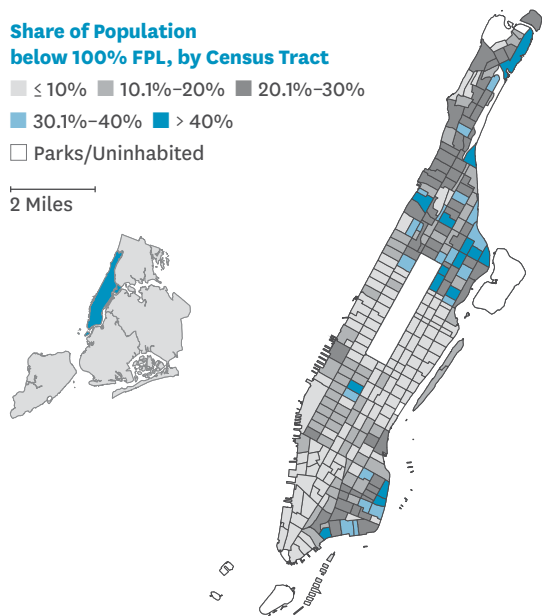 Share of Population
below 100% FPL, by Census Tract
≤ 10% 10.1%–20% 20.1%–30%
30.1%–40% > 40%
Parks/Uninhabited
2 Miles